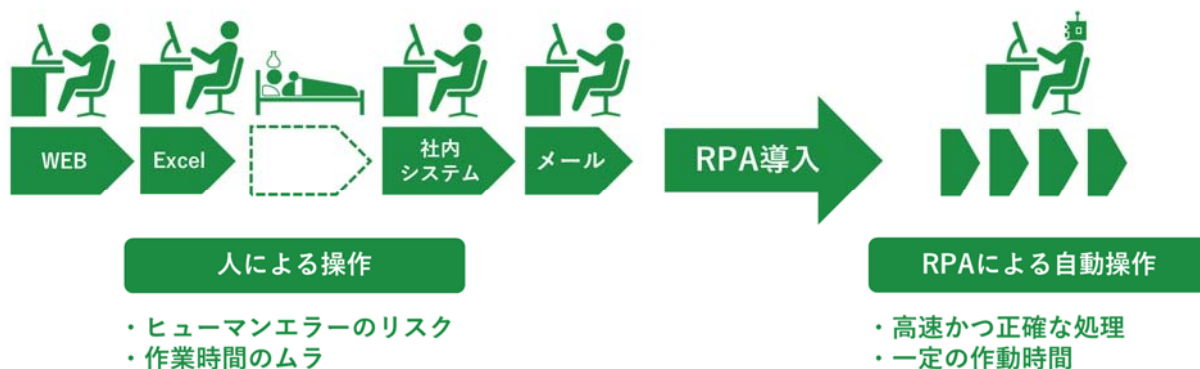 WEB
Excel
社内
システム
メール
RPA導入
人による操作
・ヒューマンエラーのリスク
・作業時間のムラ
RPAによる自動操作
・高速かつ正確な処理
・一定の作動時間